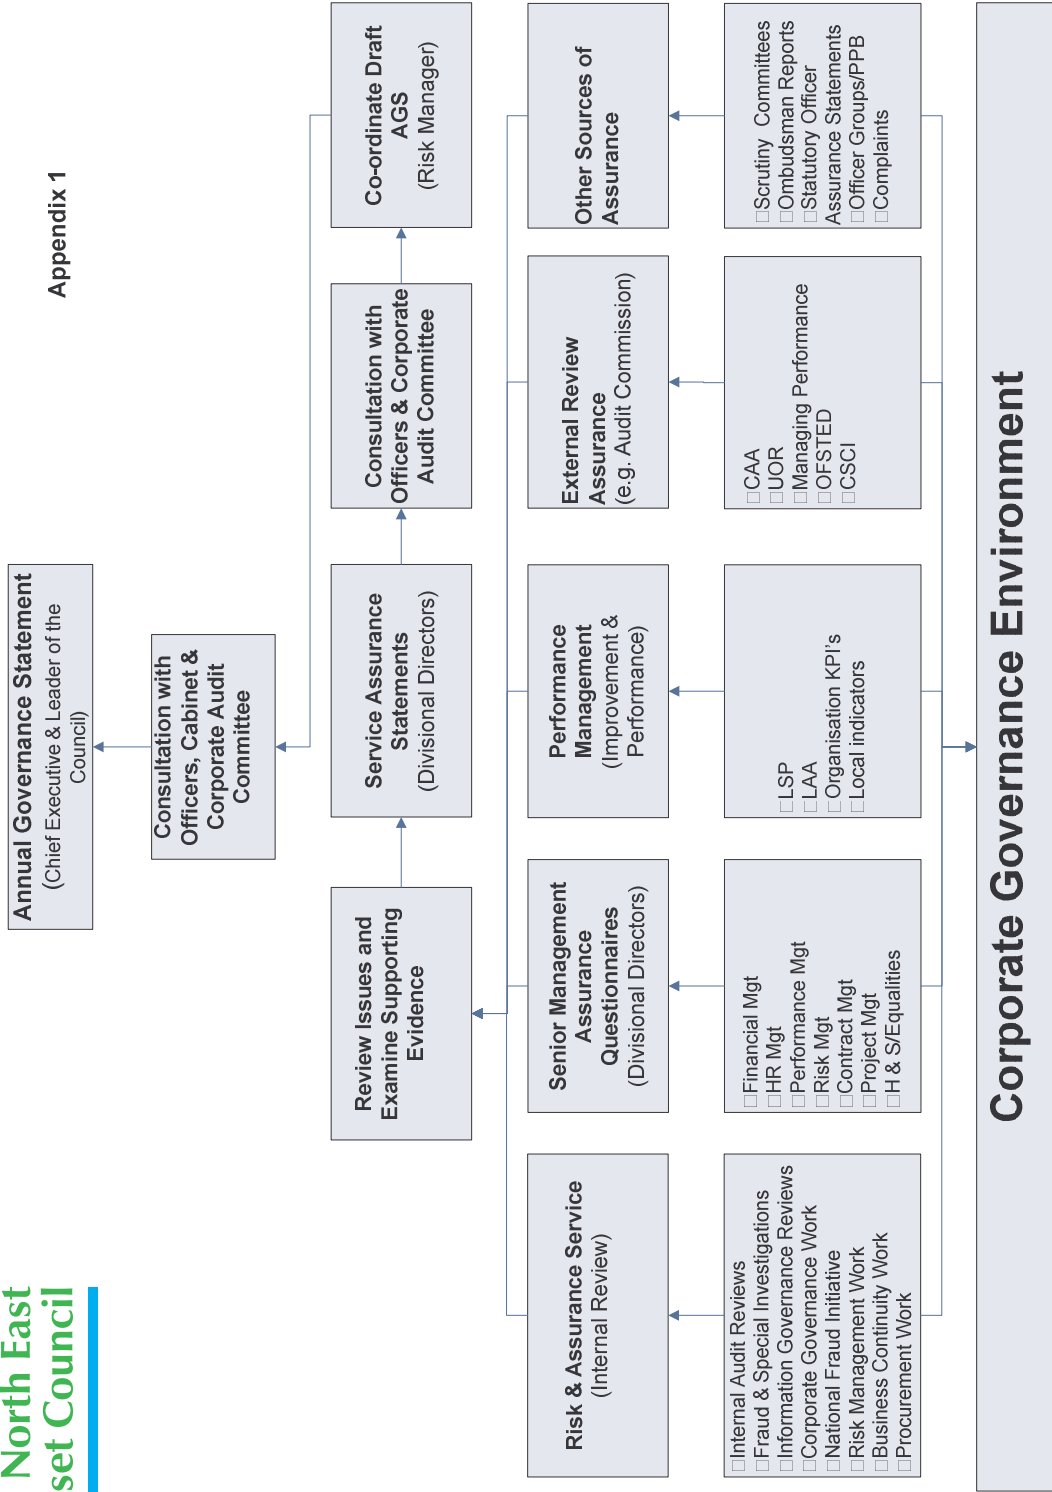 North East
set Council
Appendix 1
Annual Governance Statement
(Chief Executive & Leader of the
Council)
Consultation with
Officers, Cabinet &
Corporate Audit
Committee
Review Issues and
Examine Supporting
Evidence
Service Assurance
Statements
(Divisional Directors)
Consultation with
Officers & Corporate
Audit Committee
Co-ordinate Draft
AGS
(Risk Manager)
Risk & Assurance Service
(Internal Review)
Senior Management
Assurance
Questionnaires
(Divisional Directors)
Performance
Management
(Improvement &
Performance)
External Review
Assurance
(e.g. Audit Commission)
Other Sources of
Assurance
□Internal Audit Reviews
□Fraud & Special Investigations
□Information Governance Reviews
□Corporate Governance Work
□National Fraud Initiative
□Risk Management Work
□Business Continuity Work
□Procurement Work
□Financial Mgt
□HR Mgt
□Performance Mgt
□Risk Mgt
□Contract Mgt
□Project Mgt
□H & S/Equalities
□LSP
□LAA
□Organisation KPI's
□Local indicators
□CAA
□UOR
□Managing Performance
□OFSTED
□CSCI
□Scrutiny Committees
□Ombudsman Reports
□Statutory Officer
Assurance Statements
□Officer Groups/PPB
□Complaints
Corporate Governance Environment